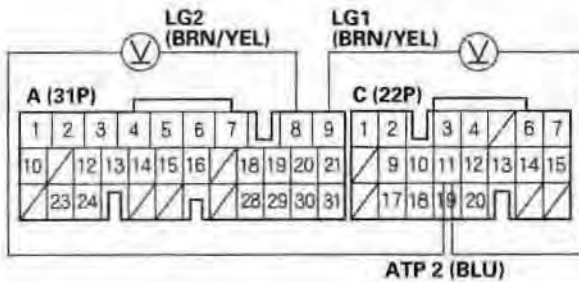 LG2 LG1
(BRN/YEL) (BRN/YEL)
V V
A (31P) C (22P)
1 2 3 4 5 6 7 8 9 1 2 3 4 6 7
10 12 13 14 15 16 18 19 20 21 9 10 11 12 13 14 15
23 24 28 29 30 31 17 18 19 20
ATP 2 (BLU)